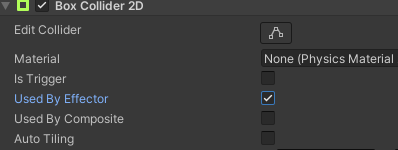 Box Collider 2D
Edit Collider
Material None (Physics Material
Is Trigger
Used By Effector
Used By Composite
Auto Tiling